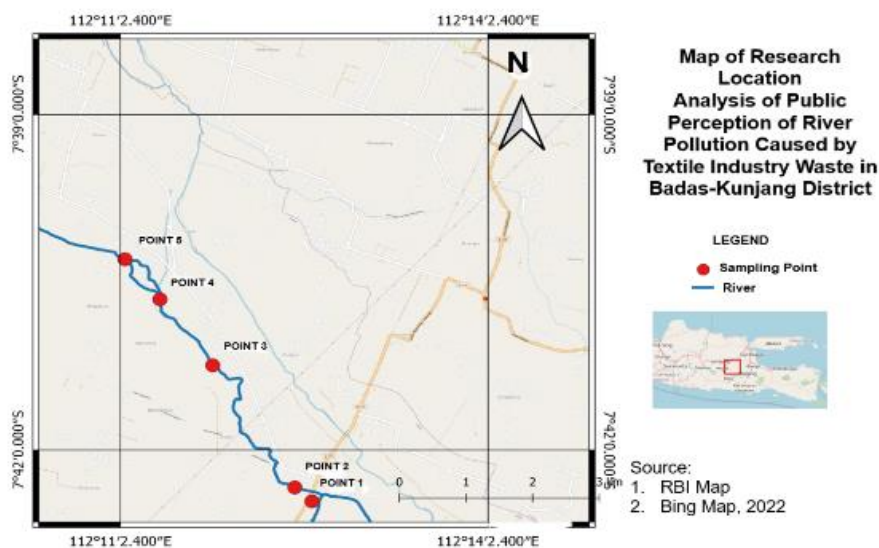 112°11'2.400"E
112°14'2.400"E
N
7°39'0.000"S
7°39'0.000"S
POINT 5
POINT 4
POINT 3
POINT 2
POINT 1
7°42'0.000"S
7°42'0.000"S
0
1
2
112°11'2.400"E
112°14'2.400"E
Map of Research
Location
Analysis of Public
Perception of River
Pollution Caused by
Textile Industry Waste in
Badas-Kunjang District
LEGEND
Sampling Point
River
Source:
1. RBI Map
2. Bing Map, 2022